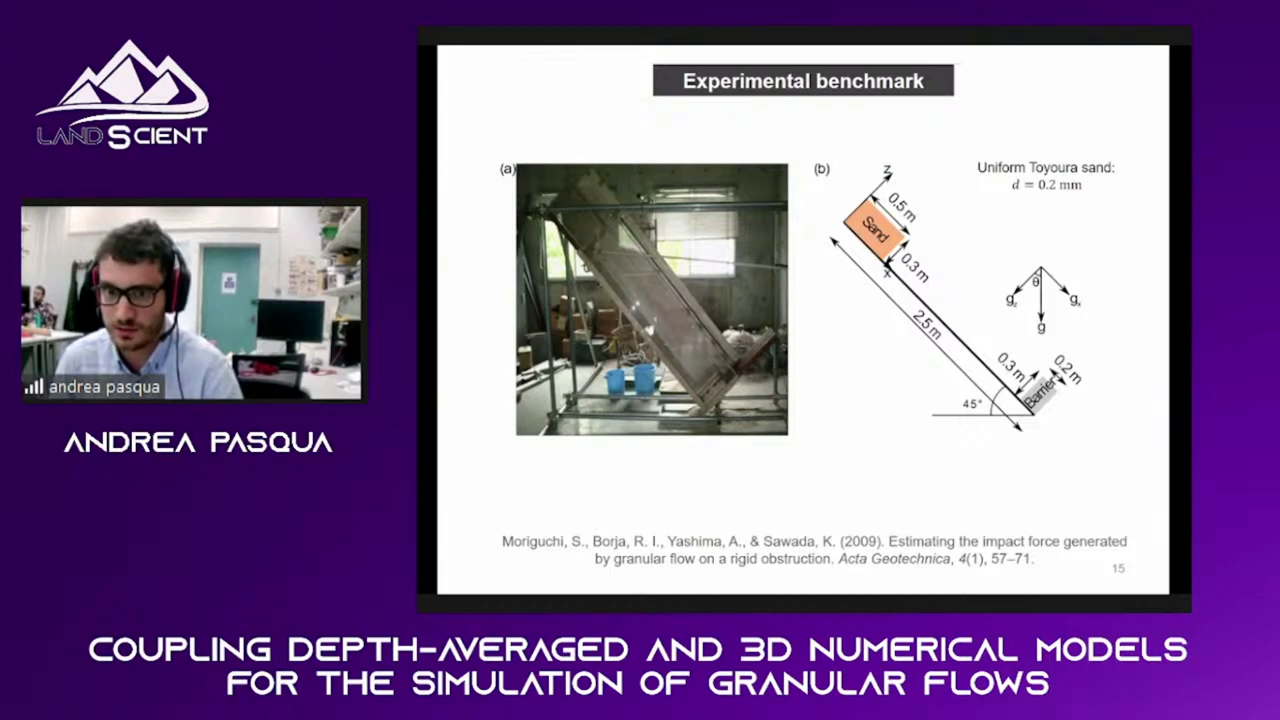 LANDSCIENT
andrea pasqua
ANDREA PASQUA
Experimental benchmark
(a)
(b)
Uniform Toyoura sand:
d = 0.2 mm
z
0.5 m
Sand
0.3 m
x
2.5 m
θ
gz
gx
g
0.3 m
0.2 m
Barrier
45°
Moriguchi, S., Borja, R. I., Yashima, A., & Sawada, K. (2009). Estimating the impact force generated
by granular flow on a rigid obstruction. Acta Geotechnica, 4(1), 57–71.
15
COUPLING DEPTH-AVERAGED AND 3D NUMERICAL MODELS
FOR THE SIMULATION OF GRANULAR FLOWS